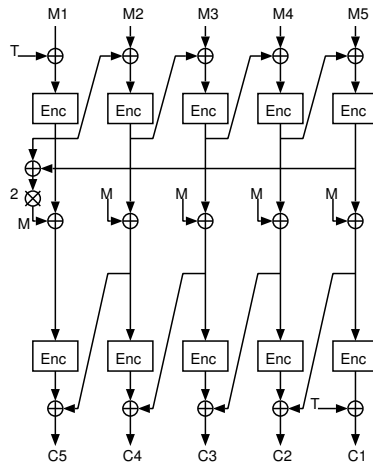 M1 M2 M3 M4 M5
T
Enc Enc Enc Enc Enc
2
M M M M M
Enc Enc Enc Enc Enc
T
C5 C4 C3 C2 C1